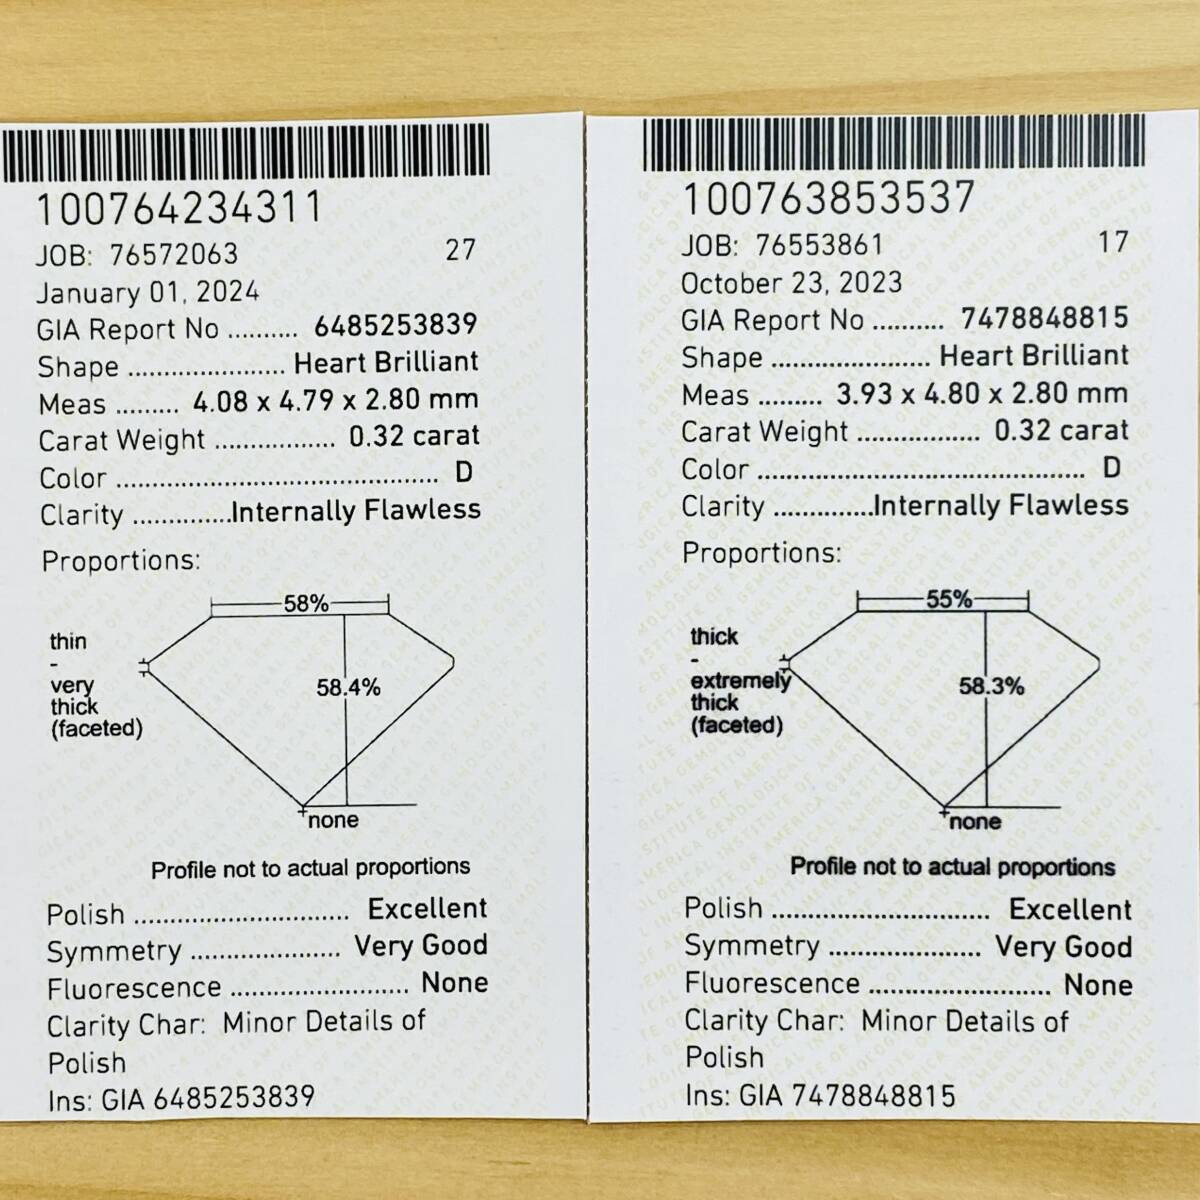 100764234311
JOB: 76572063 27
January 01, 2024
GIA Report No .......... 6485253839
Shape ...................... Heart Brilliant
Meas ......... 4.08 x 4.79 x 2.80 mm
Carat Weight ................. 0.32 carat
Color ............................................. D
Clarity ..............Internally Flawless
Proportions:
58%
thin
-
very
thick
(faceted)
58.4%
none
Profile not to actual proportions
Polish .............................. Excellent
Symmetry ..................... Very Good
Fluorescence ......................... None
Clarity Char: Minor Details of
Polish
Ins: GIA 6485253839
100763853537
JOB: 76553861 17
October 23, 2023
GIA Report No .......... 7478848815
Shape ...................... Heart Brilliant
Meas ......... 3.93 x 4.80 x 2.80 mm
Carat Weight ................. 0.32 carat
Color ............................................. D
Clarity ..............Internally Flawless
Proportions:
55%
thick
-
extremely
thick
(faceted)
58.3%
none
Profile not to actual proportions
Polish .............................. Excellent
Symmetry ..................... Very Good
Fluorescence ......................... None
Clarity Char: Minor Details of
Polish
Ins: GIA 7478848815